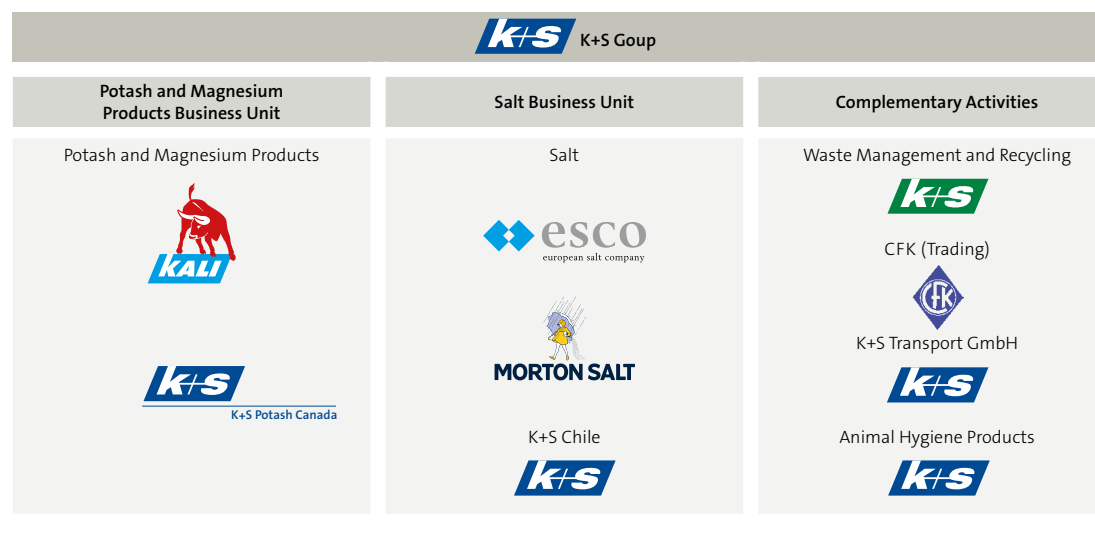 k+s K+S Goup
Potash and Magnesium
Products Business Unit
Potash and Magnesium Products
KALI
k+s
K+S Potash Canada
Salt Business Unit
Salt
esco
european salt company
MORTON SALT
K+S Chile
k+s
Complementary Activities
Waste Management and Recycling
k+s
CFK (Trading)
CFK
K+S Transport GmbH
k+s
Animal Hygiene Products
k+s